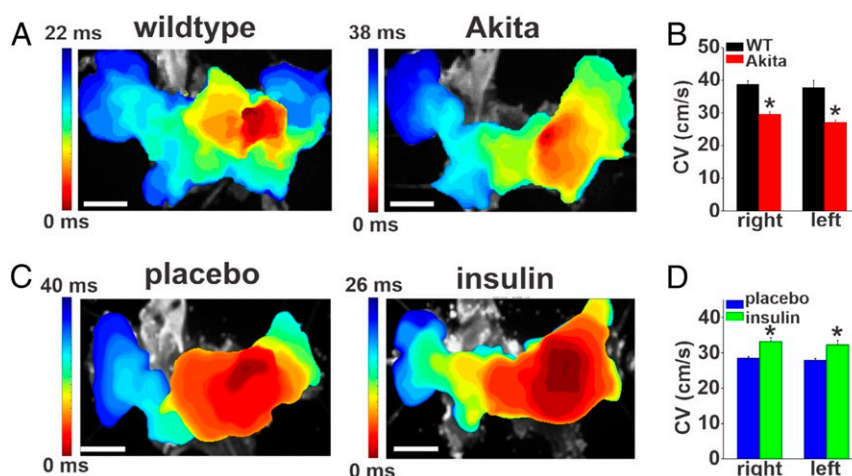 A
wildtype
22 ms
0 ms
Akita
38 ms
0 ms
B
50
40
30
20
10
0
CV (cm/s)
WT
Akita
*
*
right
left
C
placebo
40 ms
0 ms
insulin
26 ms
0 ms
D
40
30
20
10
0
CV (cm/s)
placebo
insulin
*
*
right
left